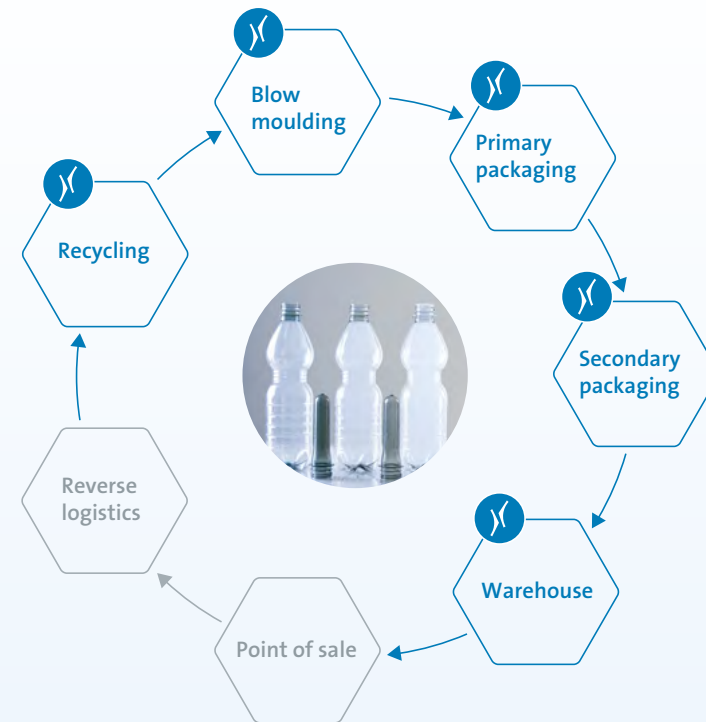 Blow
moulding
Primary
packaging
Secondary
packaging
Warehouse
Point of sale
Reverse
logistics
Recycling